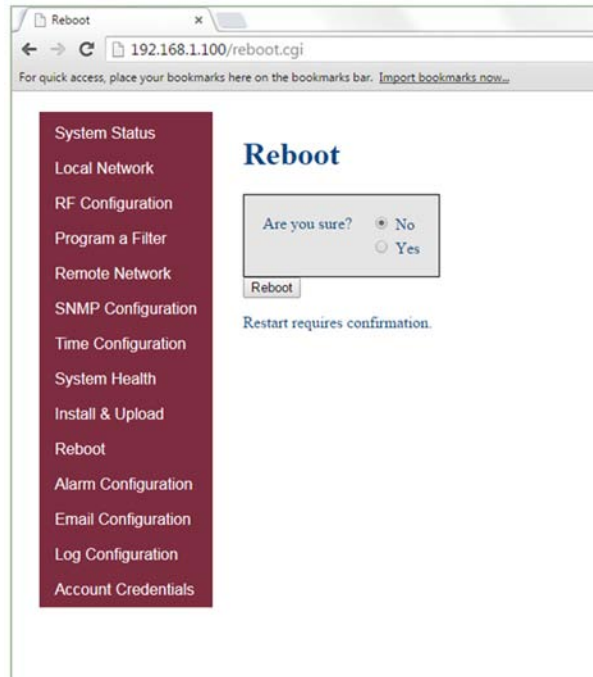 Reboot
192.168.1.100/reboot.cgi
For quick access, place your bookmarks here on the bookmarks bar. Import bookmarks now...
System Status
Local Network
RF Configuration
Program a Filter
Remote Network
SNMP Configuration
Time Configuration
System Health
Install & Upload
Reboot
Alarm Configuration
Email Configuration
Log Configuration
Account Credentials
Reboot
Are you sure? No
Yes
Reboot
Restart requires confirmation.